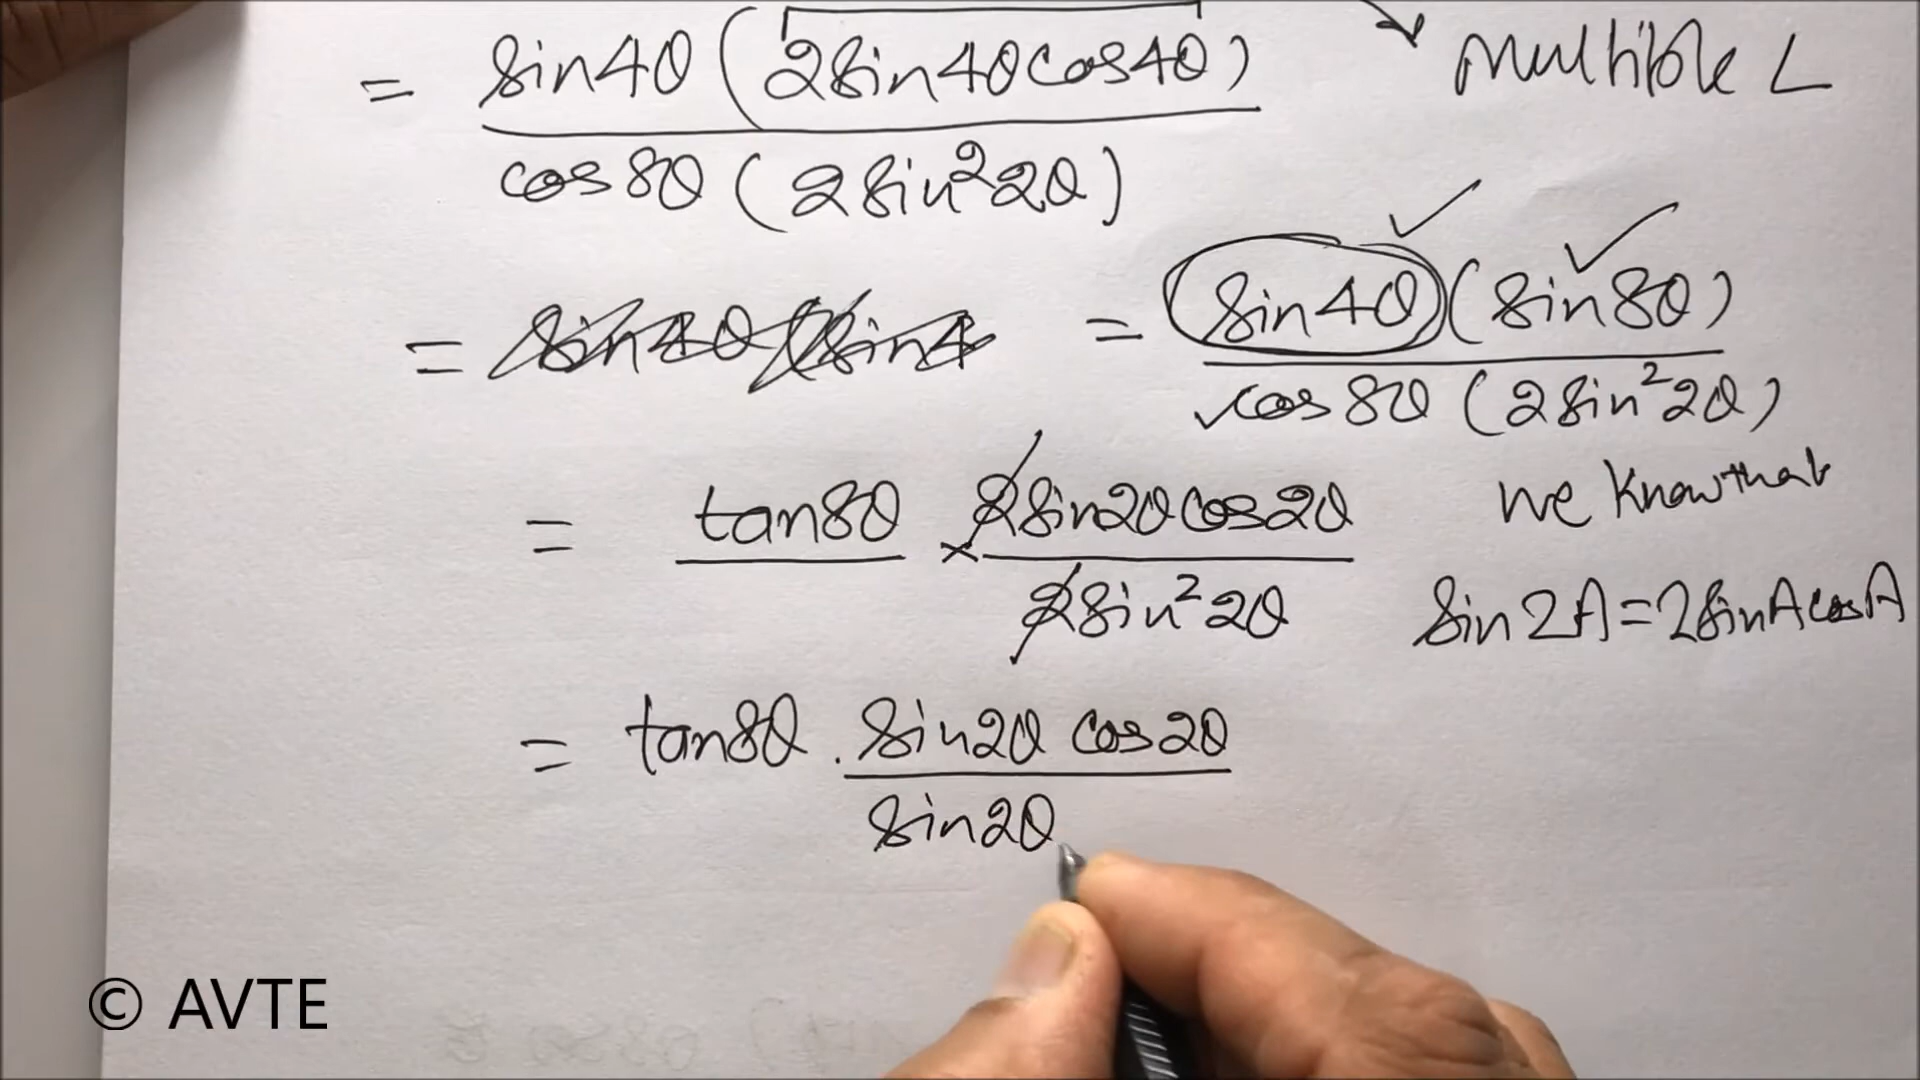 = sin4θ (2sin4θcos4θ)
cos8θ (2sin²2θ)
multiple L
= sin4θ (sin4
= sin4θ (sin8θ)
cos8θ (2sin²2θ)
= tan8θ × 2sin2θcos2θ
2sin²2θ
we know that
sin2A=2sinAcosA
= tan8θ . sin2θ cos2θ
sin2θ
© AVTE